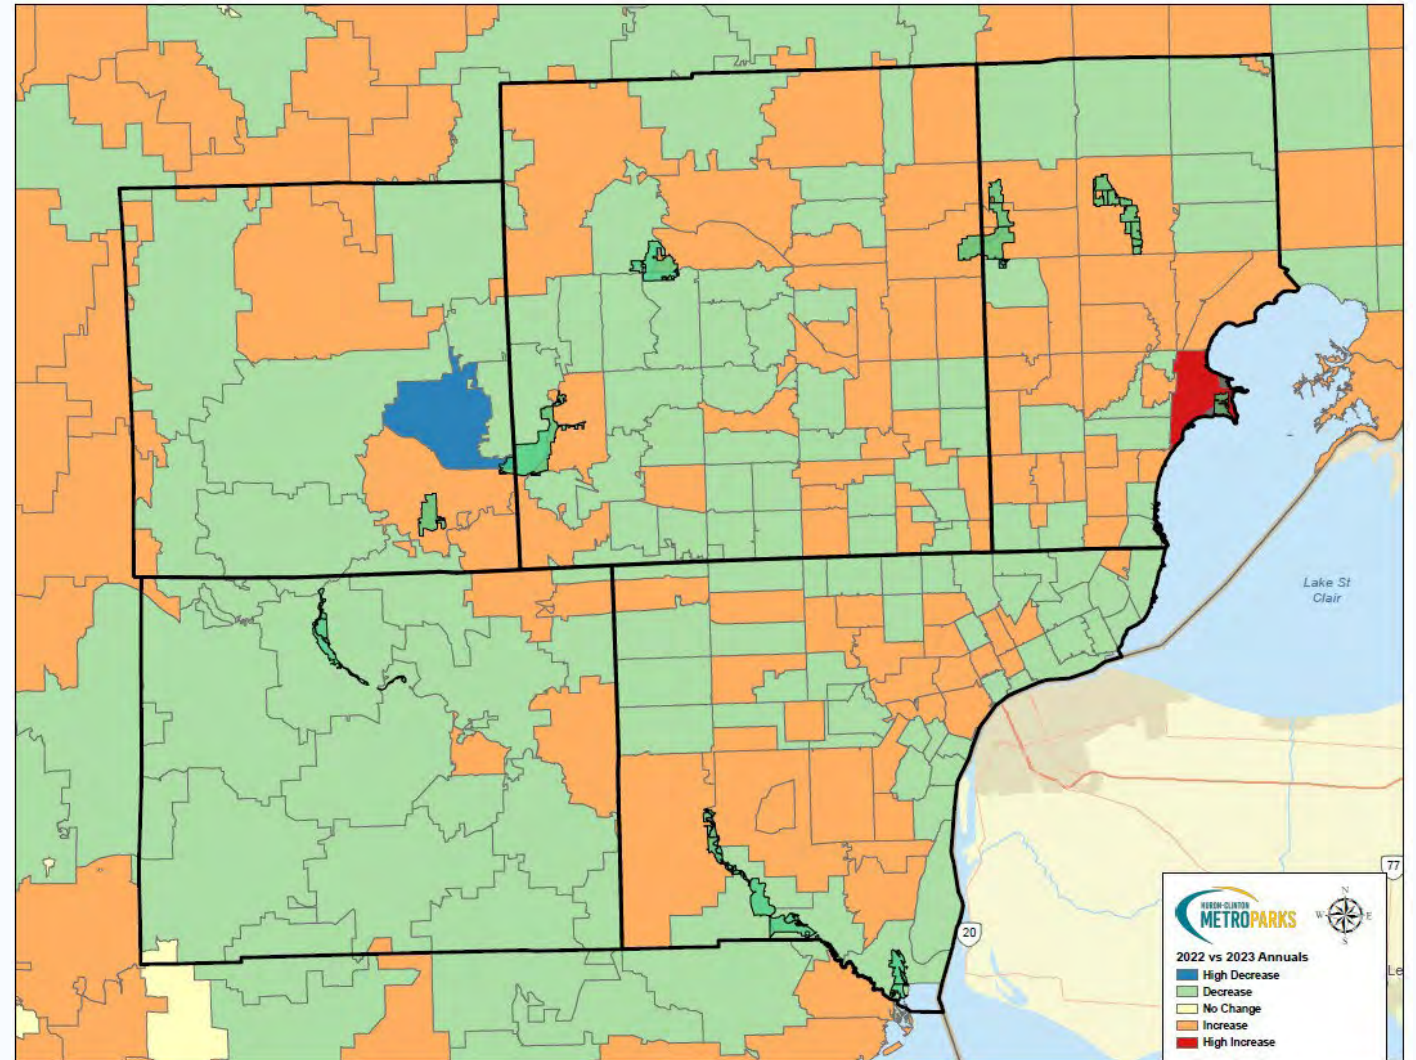 Lake St
Clair
77
20
HURON-CLINTON
METROPARKS
N
W
E
S
2022 vs 2023 Annuals
High Decrease
Decrease
No Change
Increase
High Increase
Le